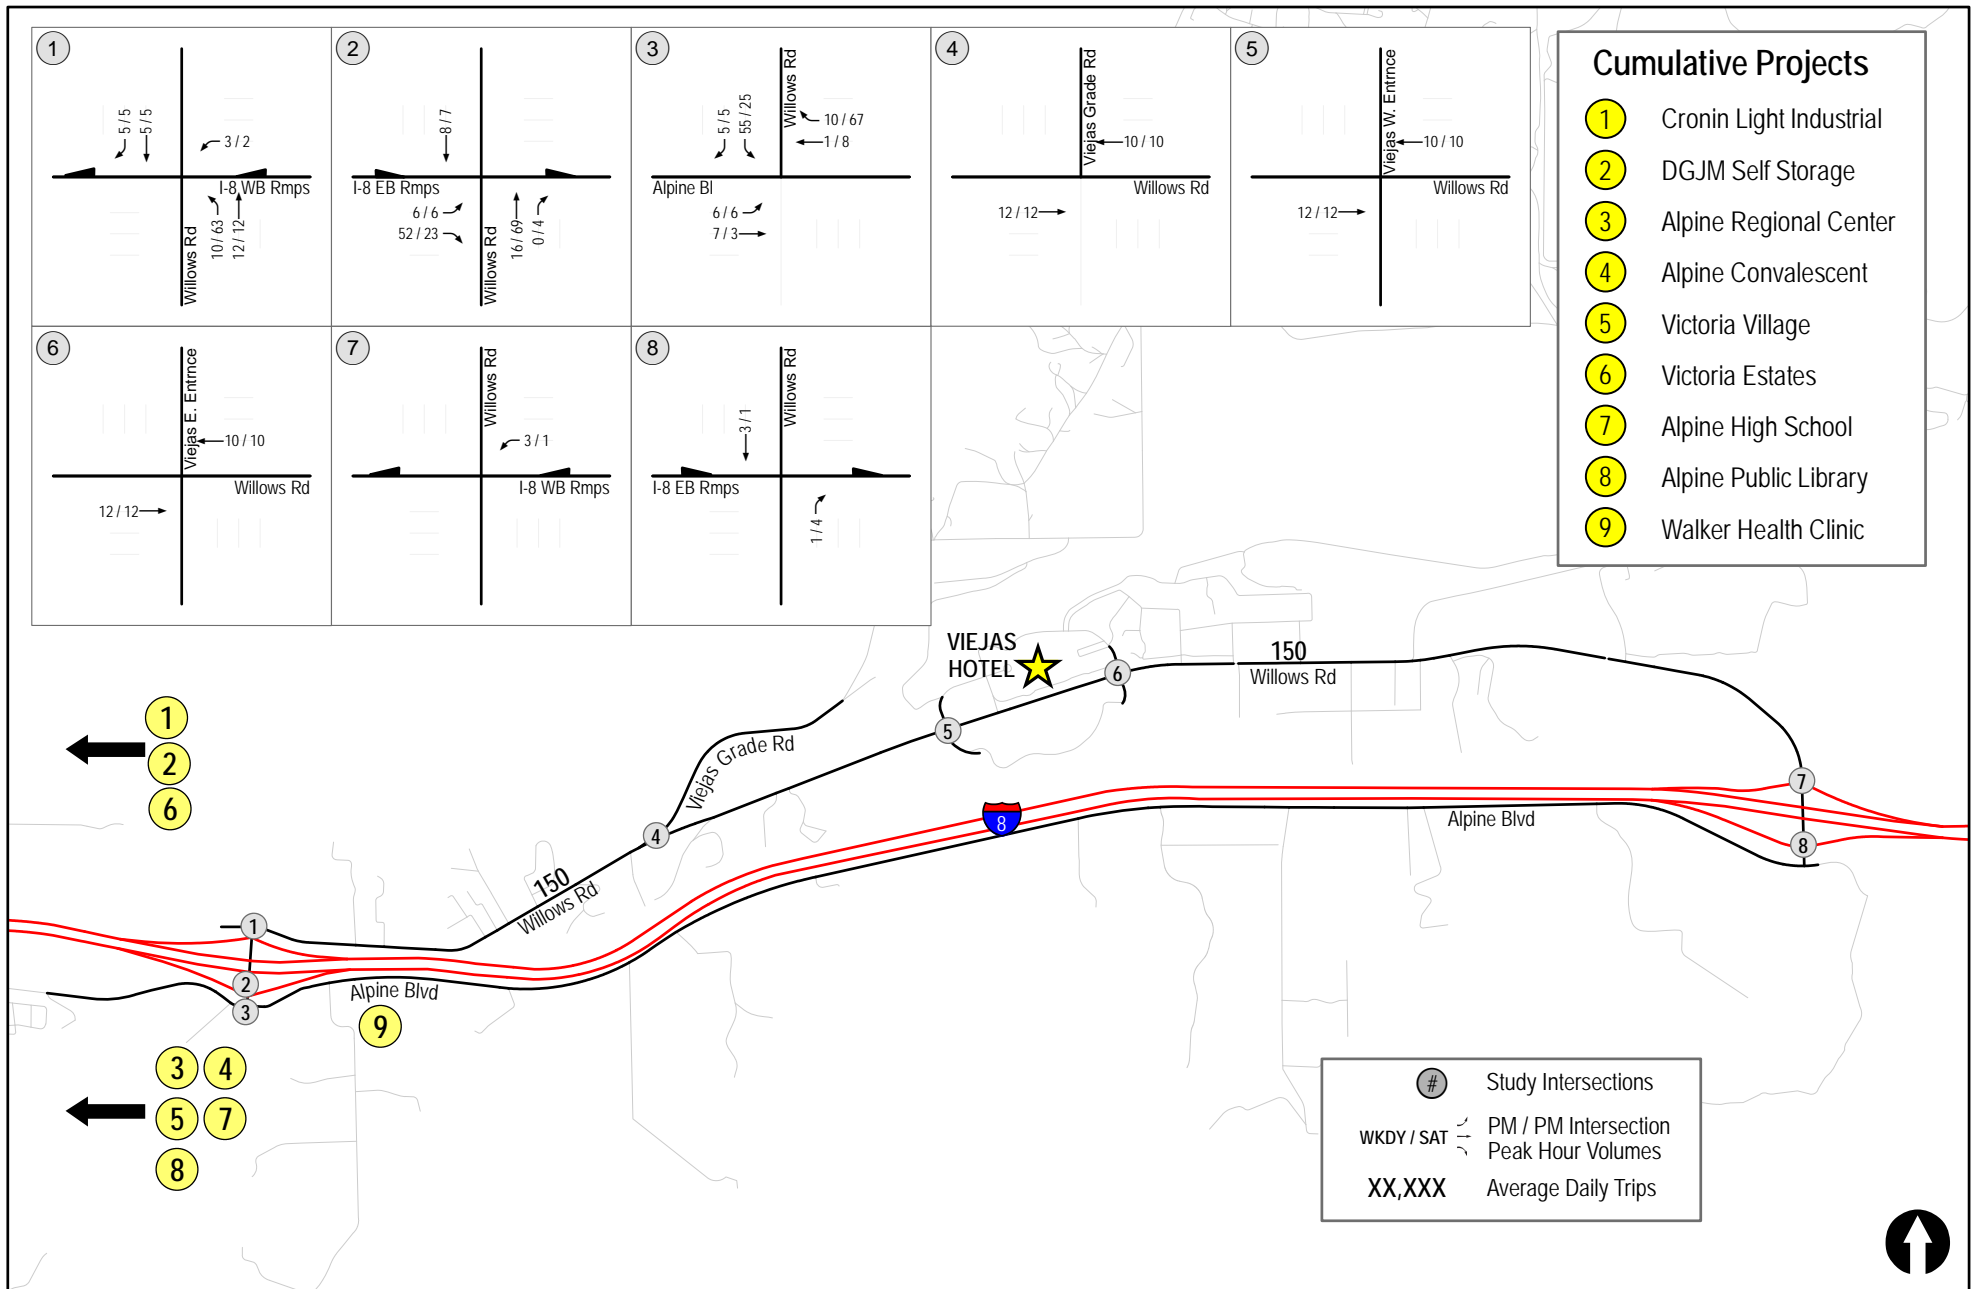 1
5 / 5
5 / 5
3 / 2
I-8 WB Rmps
10 / 63
12 / 12
Willows Rd
2
8 / 7
I-8 EB Rmps
6 / 6
52 / 23
16 / 69
0 / 4
Willows Rd
3
5 / 5
55 / 25
Willows Rd
10 / 67
1 / 8
Alpine Bl
6 / 6
7 / 3
4
Viejas Grade Rd
10 / 10
Willows Rd
12 / 12
5
Viejas W. Entrnce
10 / 10
Willows Rd
12 / 12
6
Viejas E. Entrnce
10 / 10
Willows Rd
12 / 12
7
Willows Rd
3 / 1
I-8 WB Rmps
8
3 / 1
Willows Rd
I-8 EB Rmps
1 / 4
Cumulative Projects
1 Cronin Light Industrial
2 DGJM Self Storage
3 Alpine Regional Center
4 Alpine Convalescent
5 Victoria Village
6 Victoria Estates
7 Alpine High School
8 Alpine Public Library
9 Walker Health Clinic
VIEJAS
HOTEL
6
150
Willows Rd
5
Viejas Grade Rd
1
2
6
4
8
Alpine Blvd
7
8
150
Willows Rd
1
2
3
Alpine Blvd
9
3 4
5 7
8
# Study Intersections
WKDY / SAT PM / PM Intersection
Peak Hour Volumes
XX,XXX Average Daily Trips